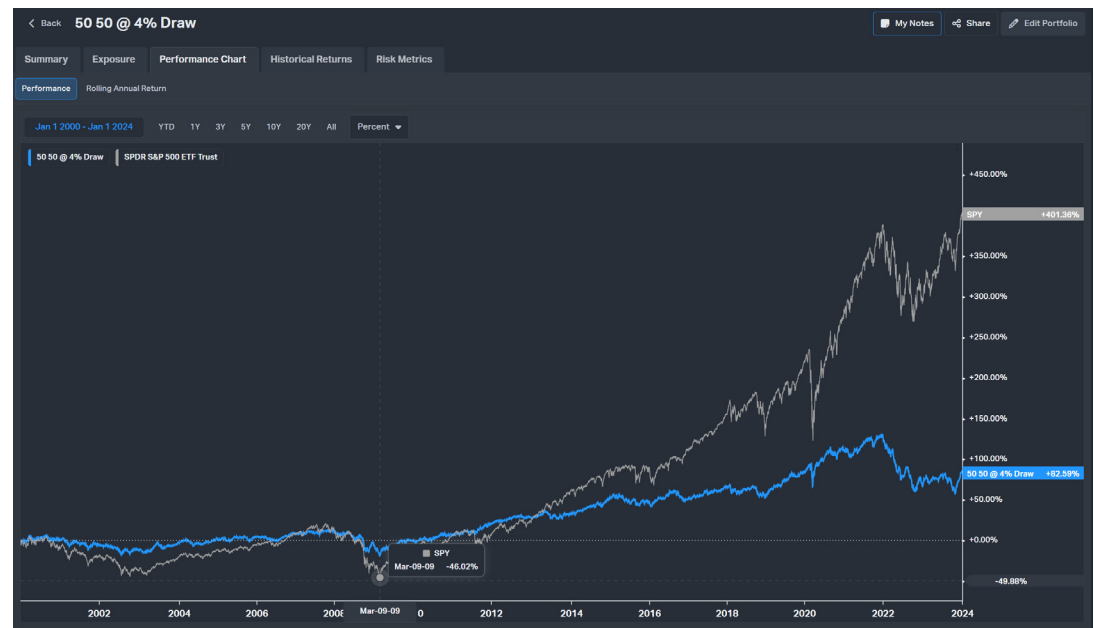 Back 50 50 @ 4% Draw My Notes Share Edit Portfolio
Summary Exposure Performance Chart Historical Returns Risk Metrics
Performance Rolling Annual Return
Jan 1 2000 - Jan 1 2024 YTD 1Y 3Y 5Y 10Y 20Y All Percent
50 50 @ 4% Draw SPDR S&P 500 ETF Trust
+450.00%
SPY +401.36%
+350.00%
+300.00%
+250.00%
+200.00%
+150.00%
+100.00%
50 50 @ 4% Draw +82.59%
+50.00%
+0.00%
SPY
Mar-09-09 -46.02%
-49.88%
2002 2004 2006 200 Mar-09-09 0 2012 2014 2016 2018 2020 2022 2024